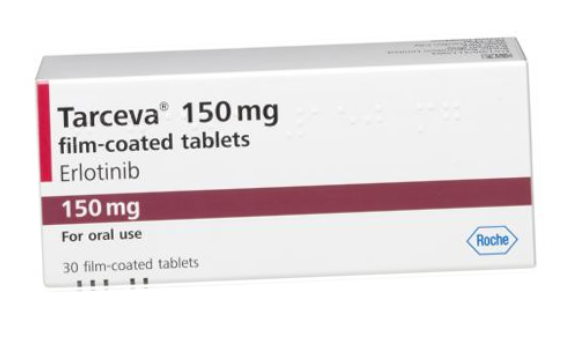 Tarceva® 150 mg
film-coated tablets
Erlotinib
150 mg
For oral use
Roche
30 film-coated tablets